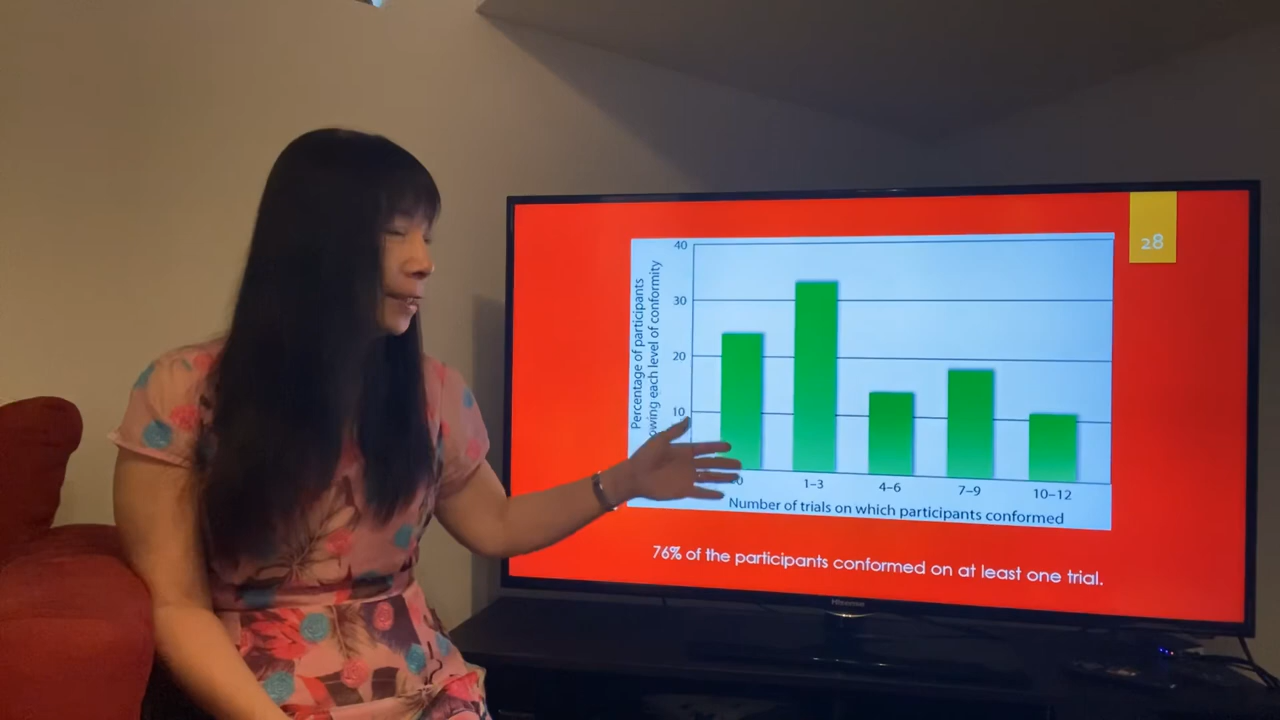 28
40
30
20
10
Percentage of participants
owing each level of conformity
0
1–3
4–6
7–9
10–12
Number of trials on which participants conformed
76% of the participants conformed on at least one trial.
Hisense